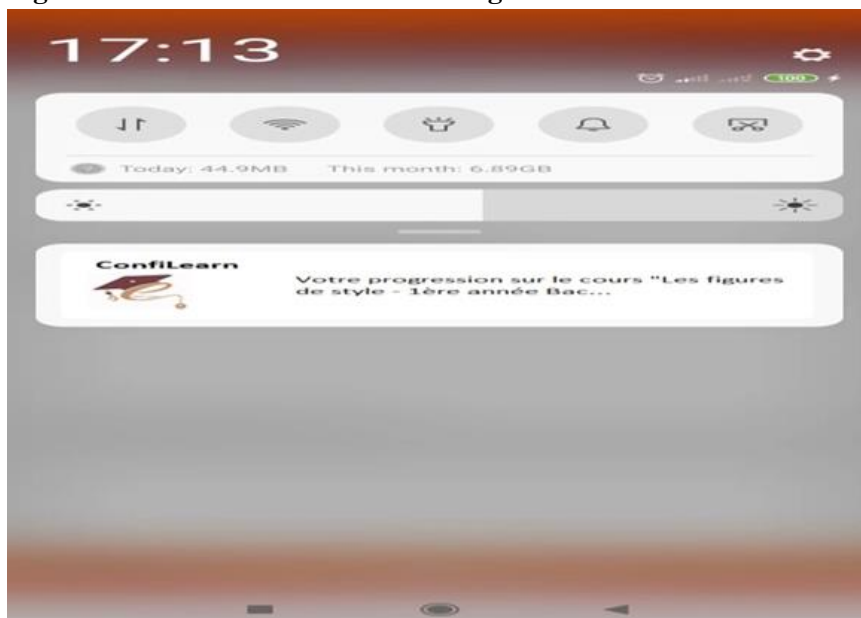 17:13
100
Today: 44.9MB This month: 6.89GB
ConfiLearn
Votre progression sur le cours "Les figures
de style - 1ère année Bac...